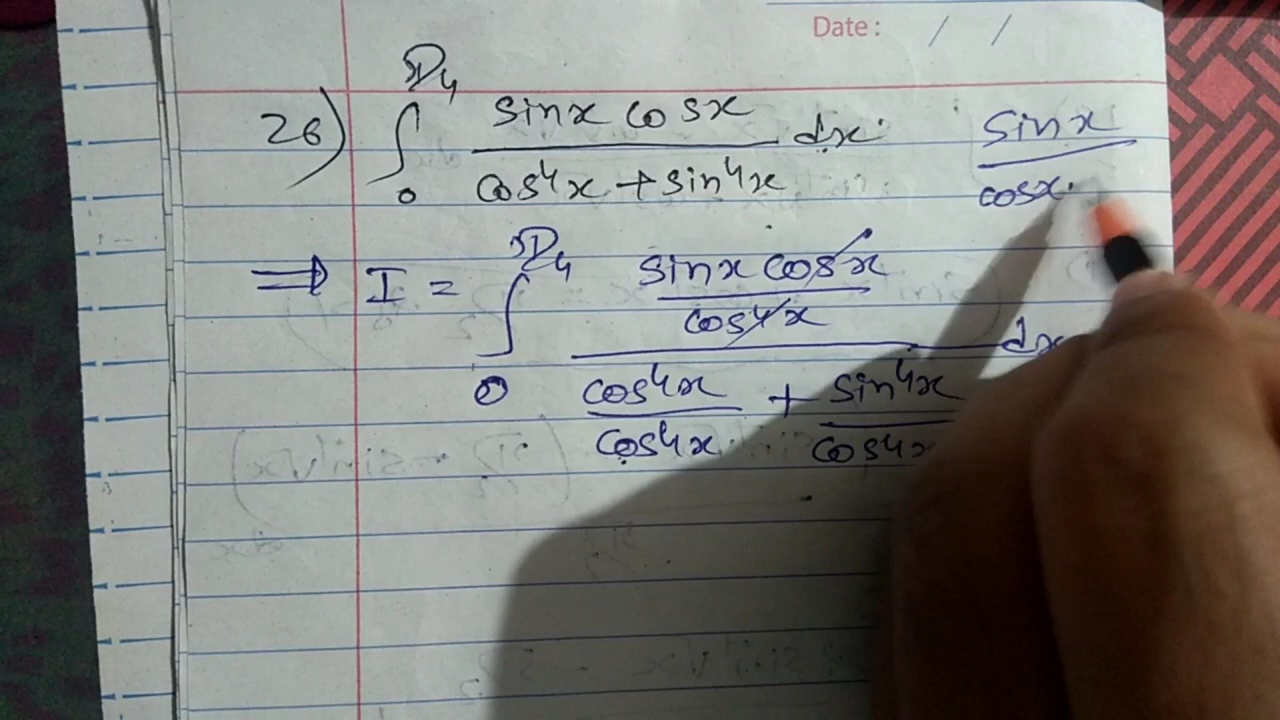 Date : / /
26) ∫₀^(π/4) (sinx cosx)/(cos⁴x + sin⁴x) dx
sinx/cosx
⇒ I = ∫₀^(π/4) ((sinx cosx)/(cos⁴x))/((cos⁴x)/(cos⁴x) + (sin⁴x)/(cos⁴x)) dx